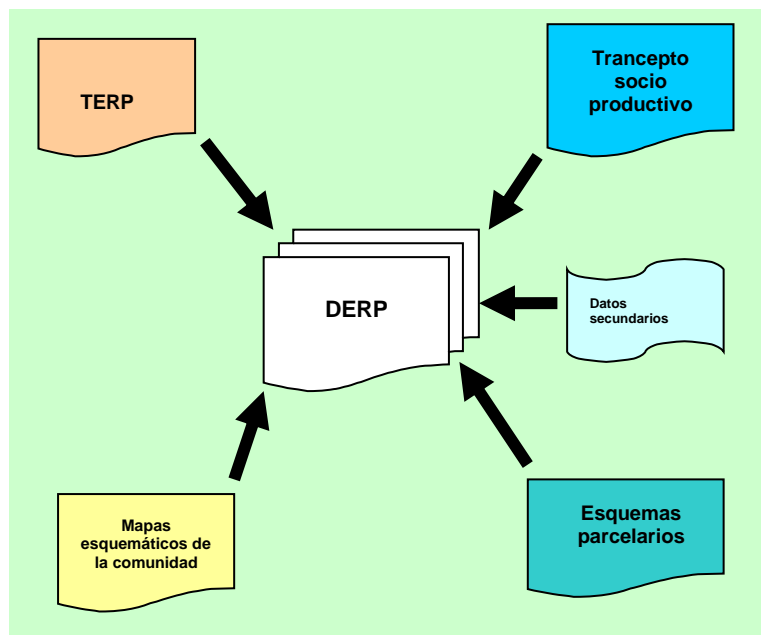 TERP
Trancepto
socio
productivo
DERP
Datos
secundarios
Mapas
esquemáticos de
la comunidad
Esquemas
parcelarios